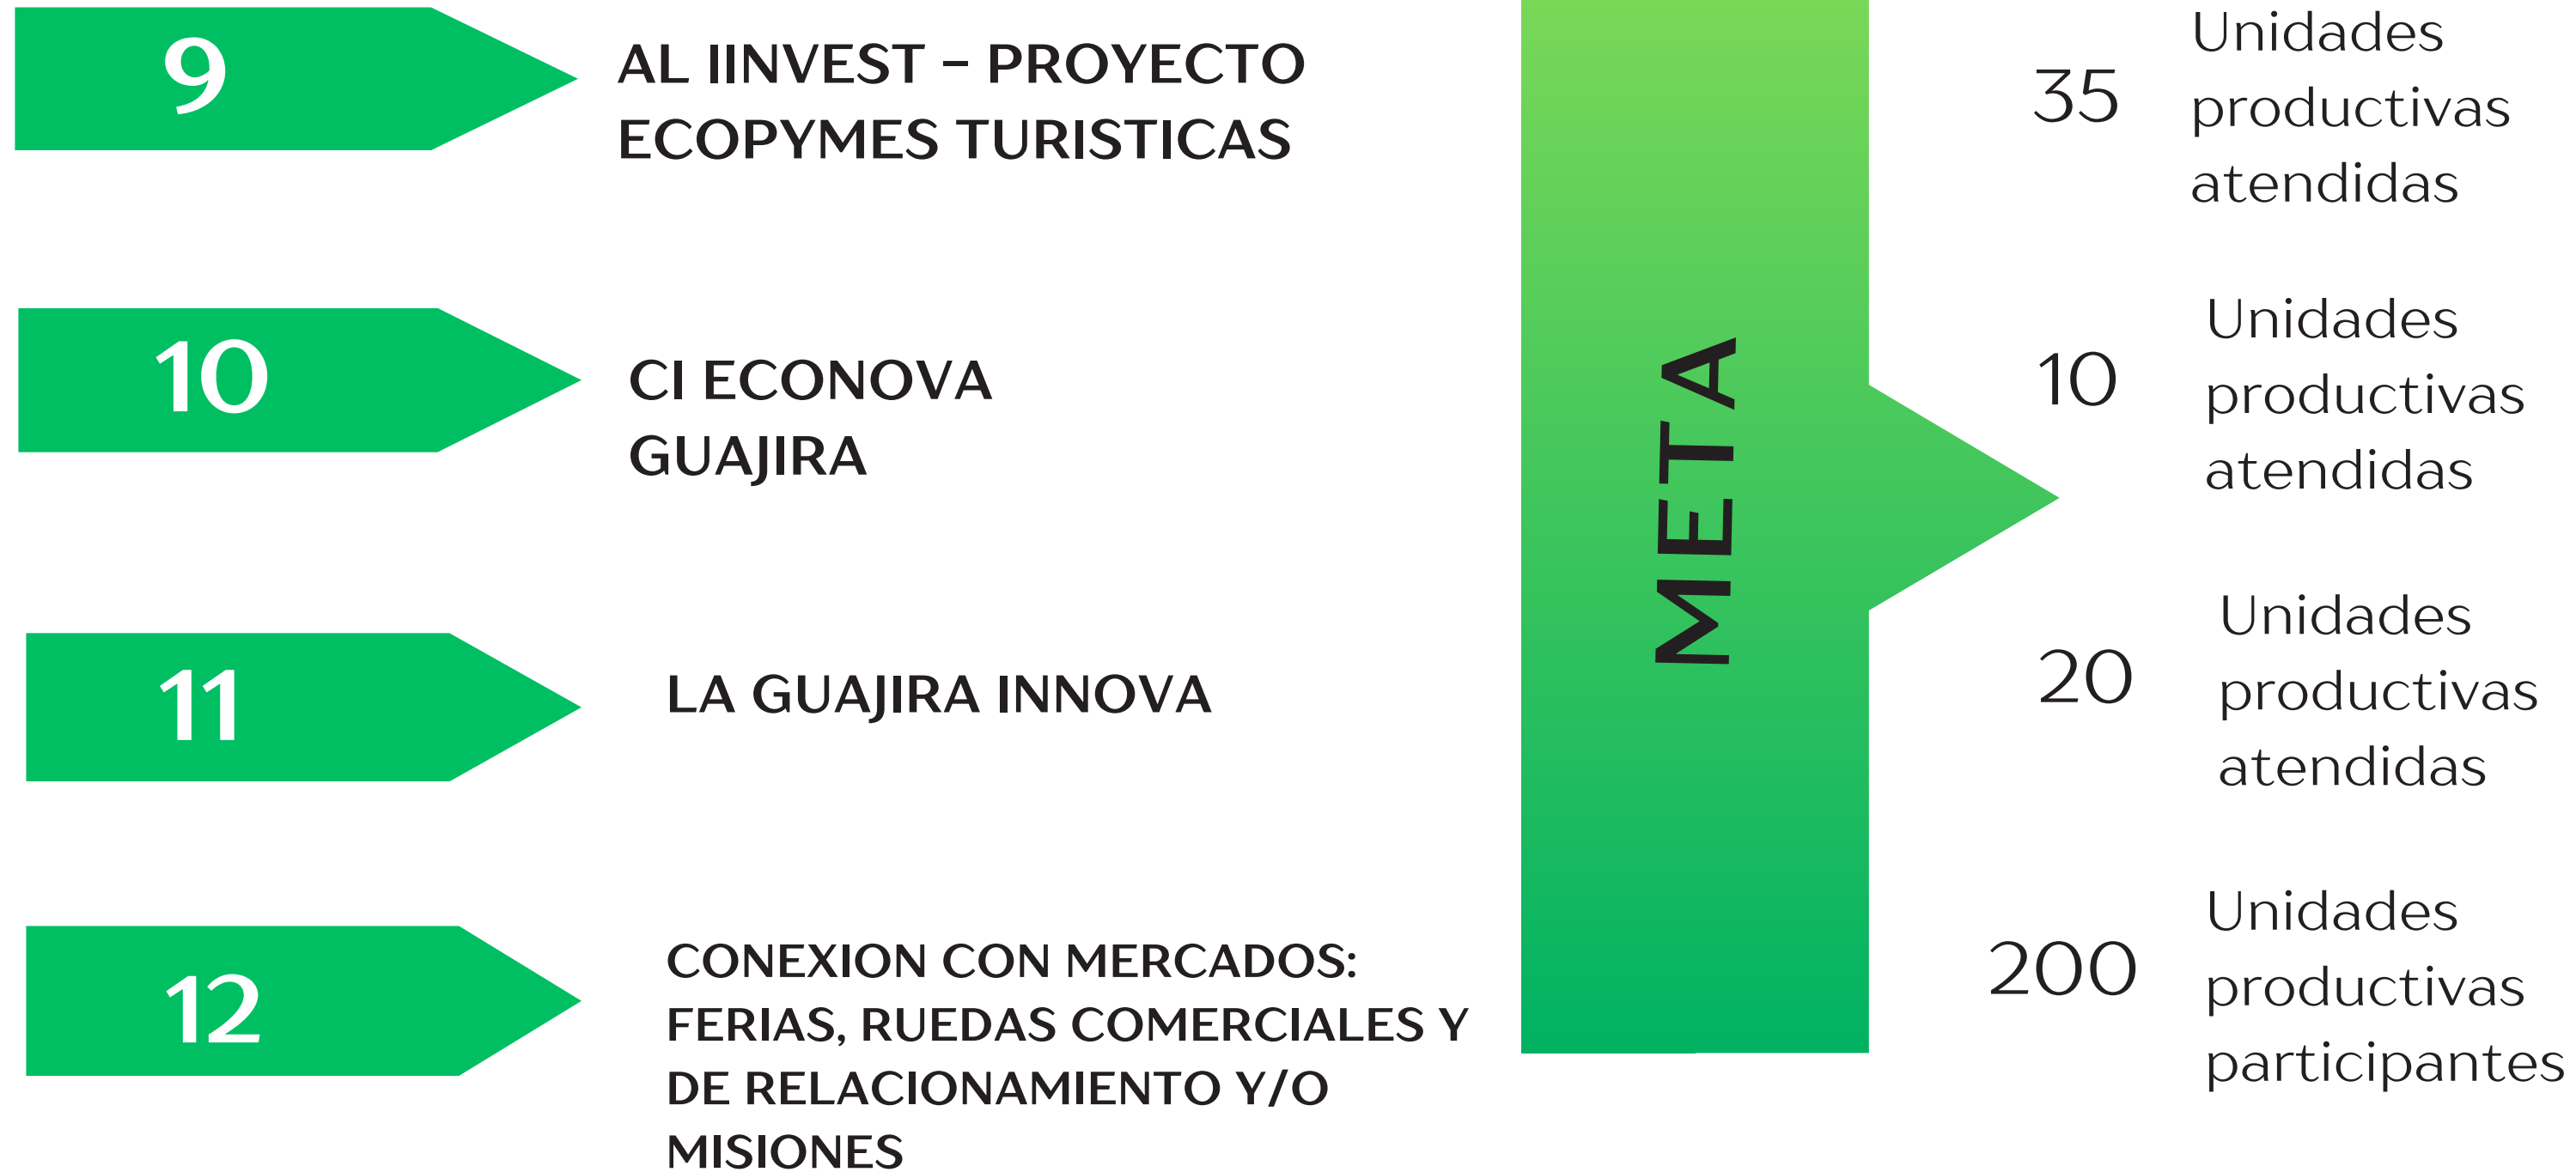 9
AL IINVEST – PROYECTO
ECOPYMES TURISTICAS
35
Unidades
productivas
atendidas
10
CI ECONOVA
GUAJIRA
10
Unidades
productivas
atendidas
META
11
LA GUAJIRA INNOVA
20
Unidades
productivas
atendidas
12
CONEXION CON MERCADOS:
FERIAS, RUEDAS COMERCIALES Y
DE RELACIONAMIENTO Y/O
MISIONES
200
Unidades
productivas
participantes